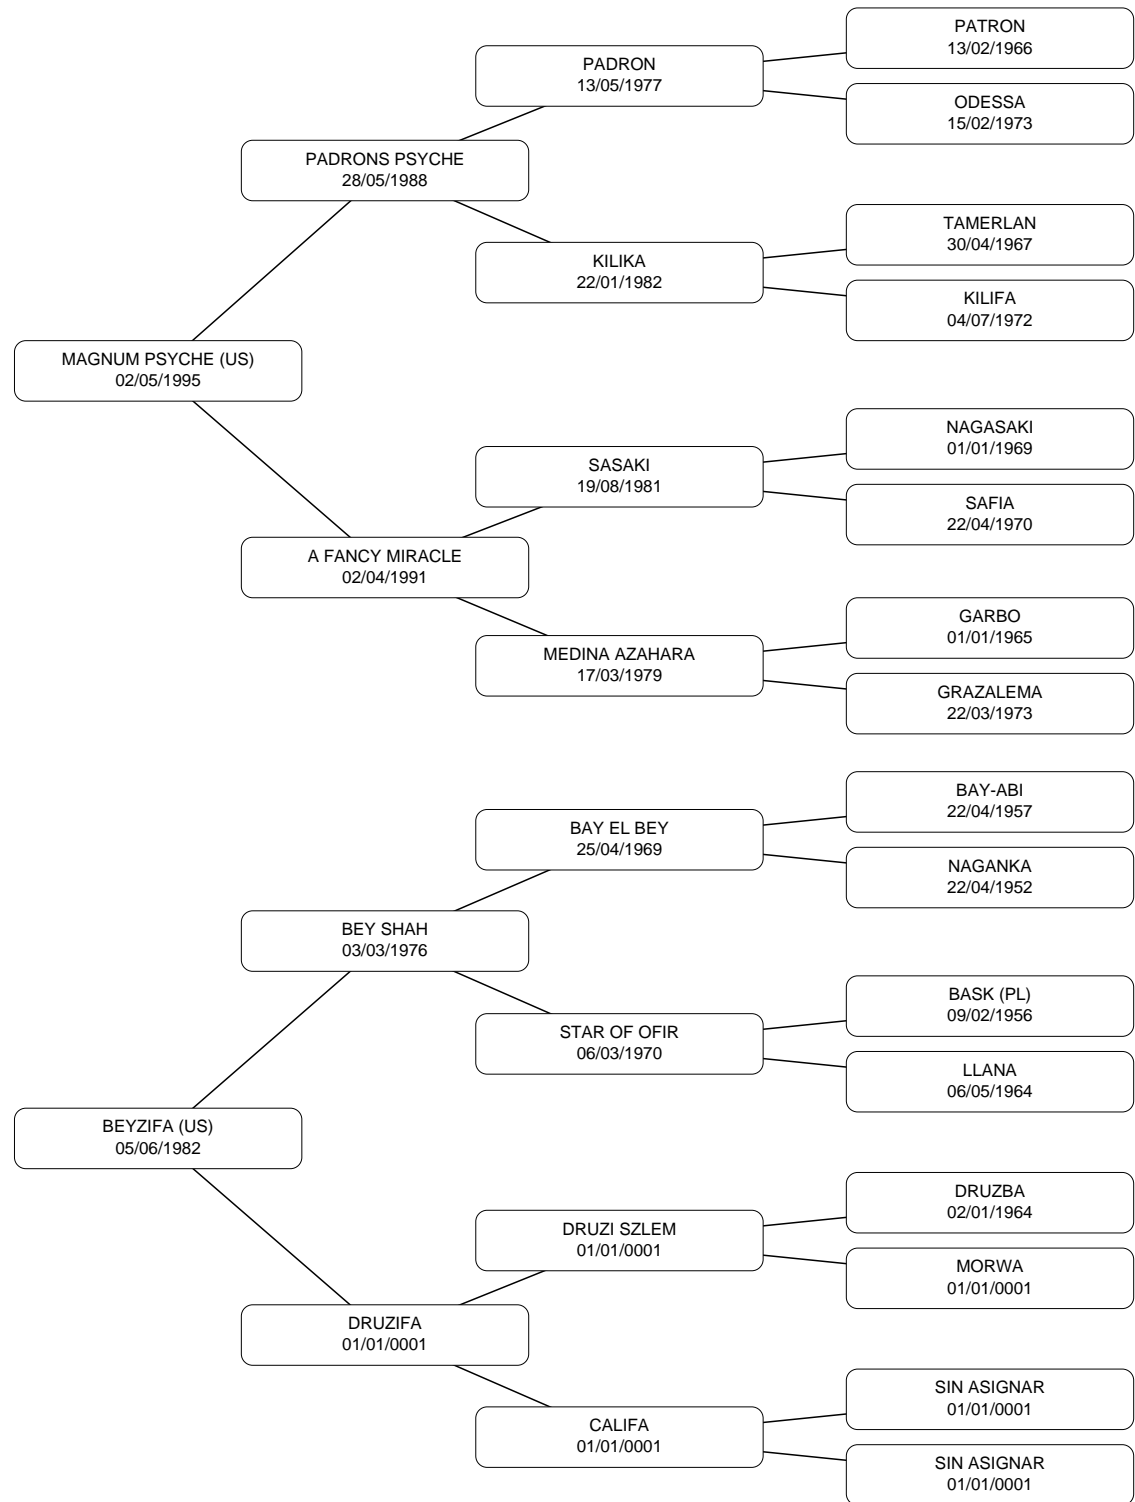 PATRON
13/02/1966
PADRON
13/05/1977
ODESSA
15/02/1973
PADRONS PSYCHE
28/05/1988
TAMERLAN
30/04/1967
KILIKA
22/01/1982
KILIFA
04/07/1972
MAGNUM PSYCHE (US)
02/05/1995
NAGASAKI
01/01/1969
SASAKI
19/08/1981
SAFIA
22/04/1970
A FANCY MIRACLE
02/04/1991
GARBO
01/01/1965
MEDINA AZAHARA
17/03/1979
GRAZALEMA
22/03/1973
BAY-ABI
22/04/1957
BAY EL BEY
25/04/1969
NAGANKA
22/04/1952
BEY SHAH
03/03/1976
BASK (PL)
09/02/1956
STAR OF OFIR
06/03/1970
LLANA
06/05/1964
BEYZIFA (US)
05/06/1982
DRUZBA
02/01/1964
DRUZI SZLEM
01/01/0001
MORWA
01/01/0001
DRUZIFA
01/01/0001
SIN ASIGNAR
01/01/0001
CALIFA
01/01/0001
SIN ASIGNAR
01/01/0001